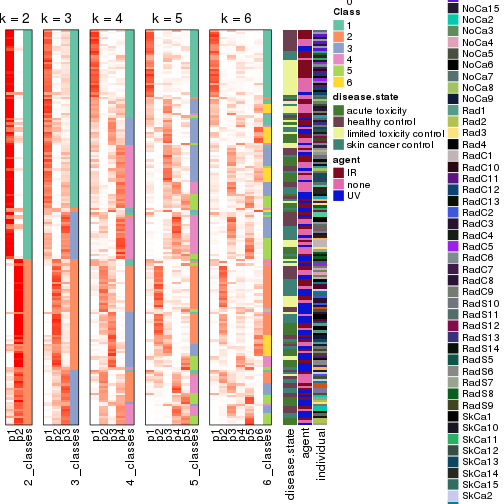 k = 2
k = 3
k = 4
k = 5
k = 6
p1
p2
2_classes
p1
p2
p3
3_classes
p1
p2
p3
p4
4_classes
p1
p2
p3
p4
p5
5_classes
p1
p2
p3
p4
p5
p6
6_classes
disease.state
agent
individual
0
Class
1
2
3
4
5
6
disease.state
acute toxicity
healthy control
limited toxicity control
skin cancer control
agent
IR
none
UV
NoCa15
NoCa2
NoCa3
NoCa4
NoCa5
NoCa6
NoCa7
NoCa8
NoCa9
Rad1
Rad2
Rad3
Rad4
RadC1
RadC10
RadC11
RadC12
RadC13
RadC2
RadC3
RadC4
RadC5
RadC6
RadC7
RadC8
RadC9
RadS10
RadS11
RadS12
RadS13
RadS14
RadS5
RadS6
RadS7
RadS8
RadS9
SkCa1
SkCa10
SkCa11
SkCa12
SkCa13
SkCa14
SkCa15
SkCa2